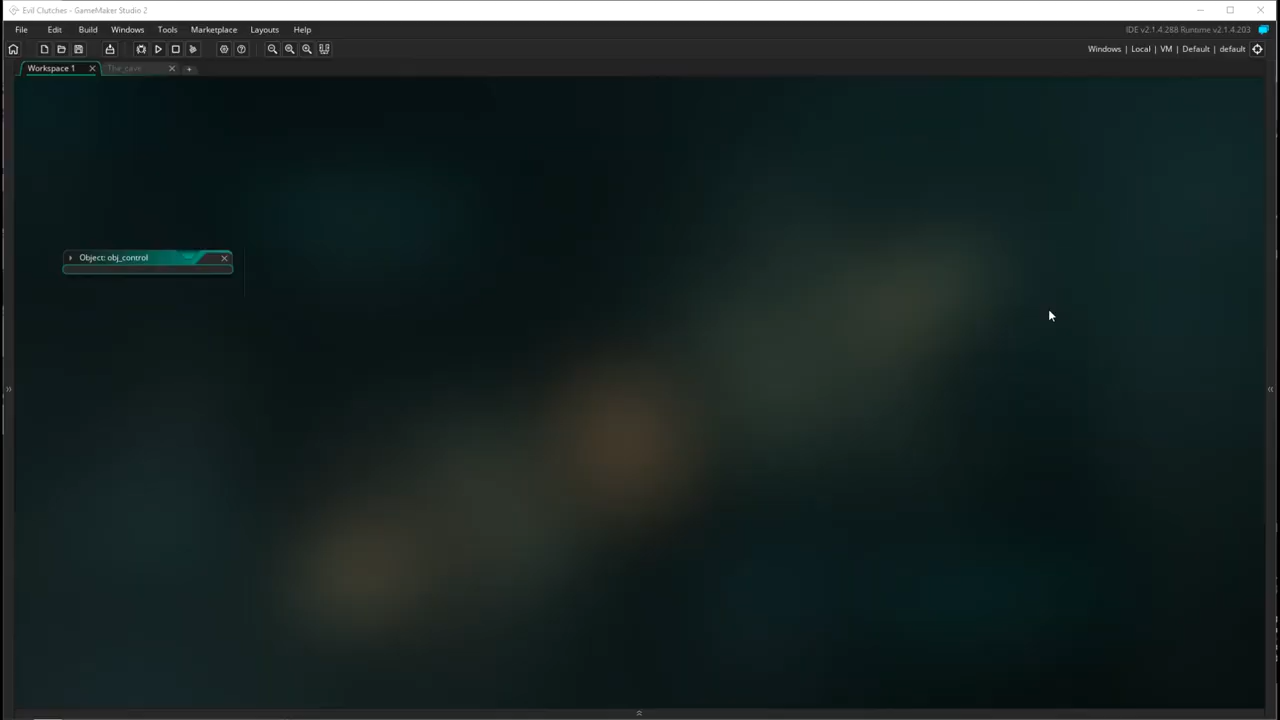 Evil Clutches - GameMaker Studio 2
File Edit Build Windows Tools Marketplace Layouts Help
IDE v2.1.4.288 Runtime v2.1.4.203
Windows | Local | VM | Default | default
Workspace 1 The_cave
Object: obj_control